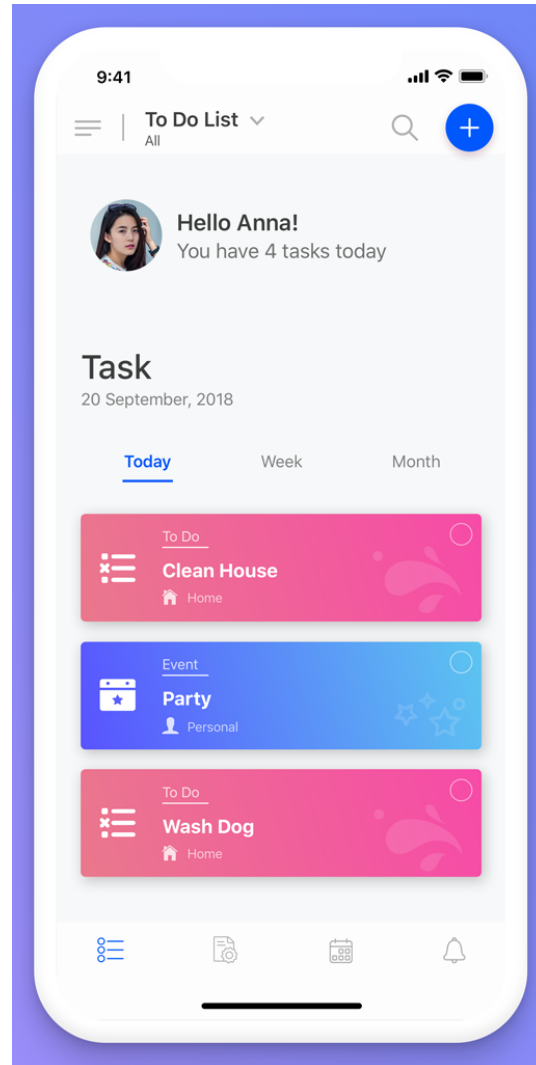 9:41
To Do List
All
Hello Anna!
You have 4 tasks today
Task
20 September, 2018
Today Week Month
To Do
Clean House
Home
Event
Party
Personal
To Do
Wash Dog
Home